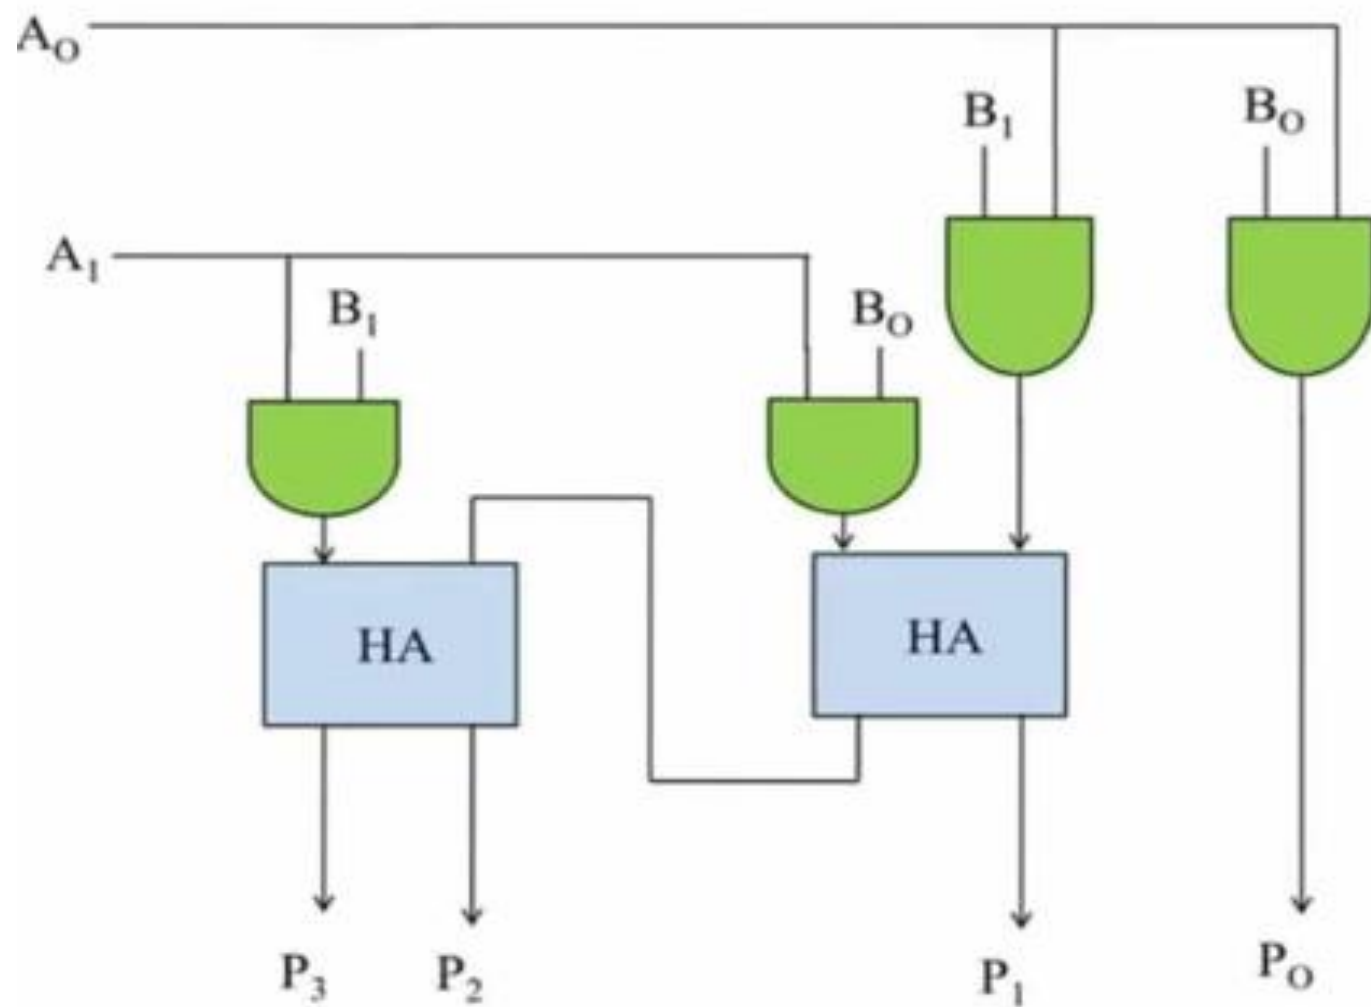 A₀
B₁ B₀
A₁
B₁ B₀
HA HA
P₃ P₂ P₁ P₀